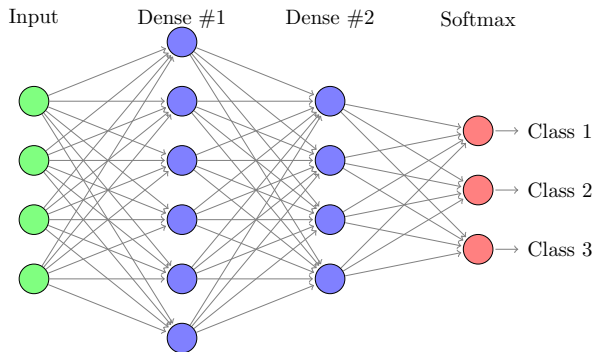 Input
Dense #1
Dense #2
Softmax
Class 1
Class 2
Class 3